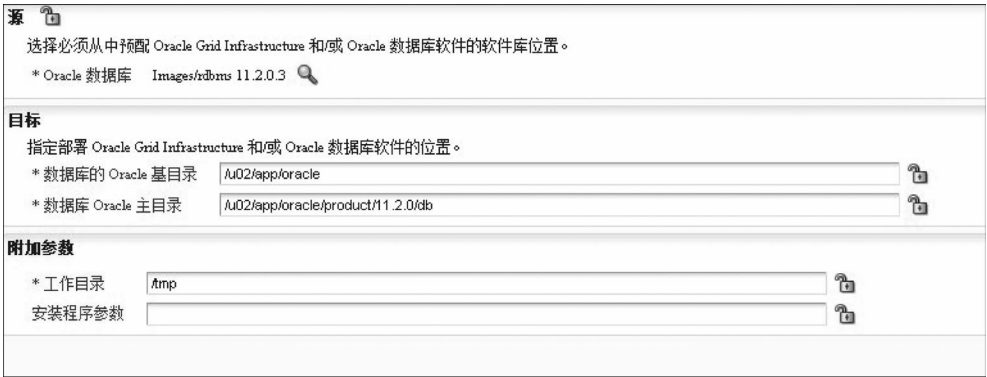 源
选择必须从中预配 Oracle Grid Infrastructure 和/或 Oracle 数据库软件的软件库位置。
* Oracle 数据库 Images/rdbms 11.2.0.3
目标
指定部署 Oracle Grid Infrastructure 和/或 Oracle 数据库软件的位置。
* 数据库的 Oracle 基目录 /u02/app/oracle
* 数据库 Oracle 主目录 /u02/app/oracle/product/11.2.0/db
附加参数
* 工作目录 /tmp
安装程序参数